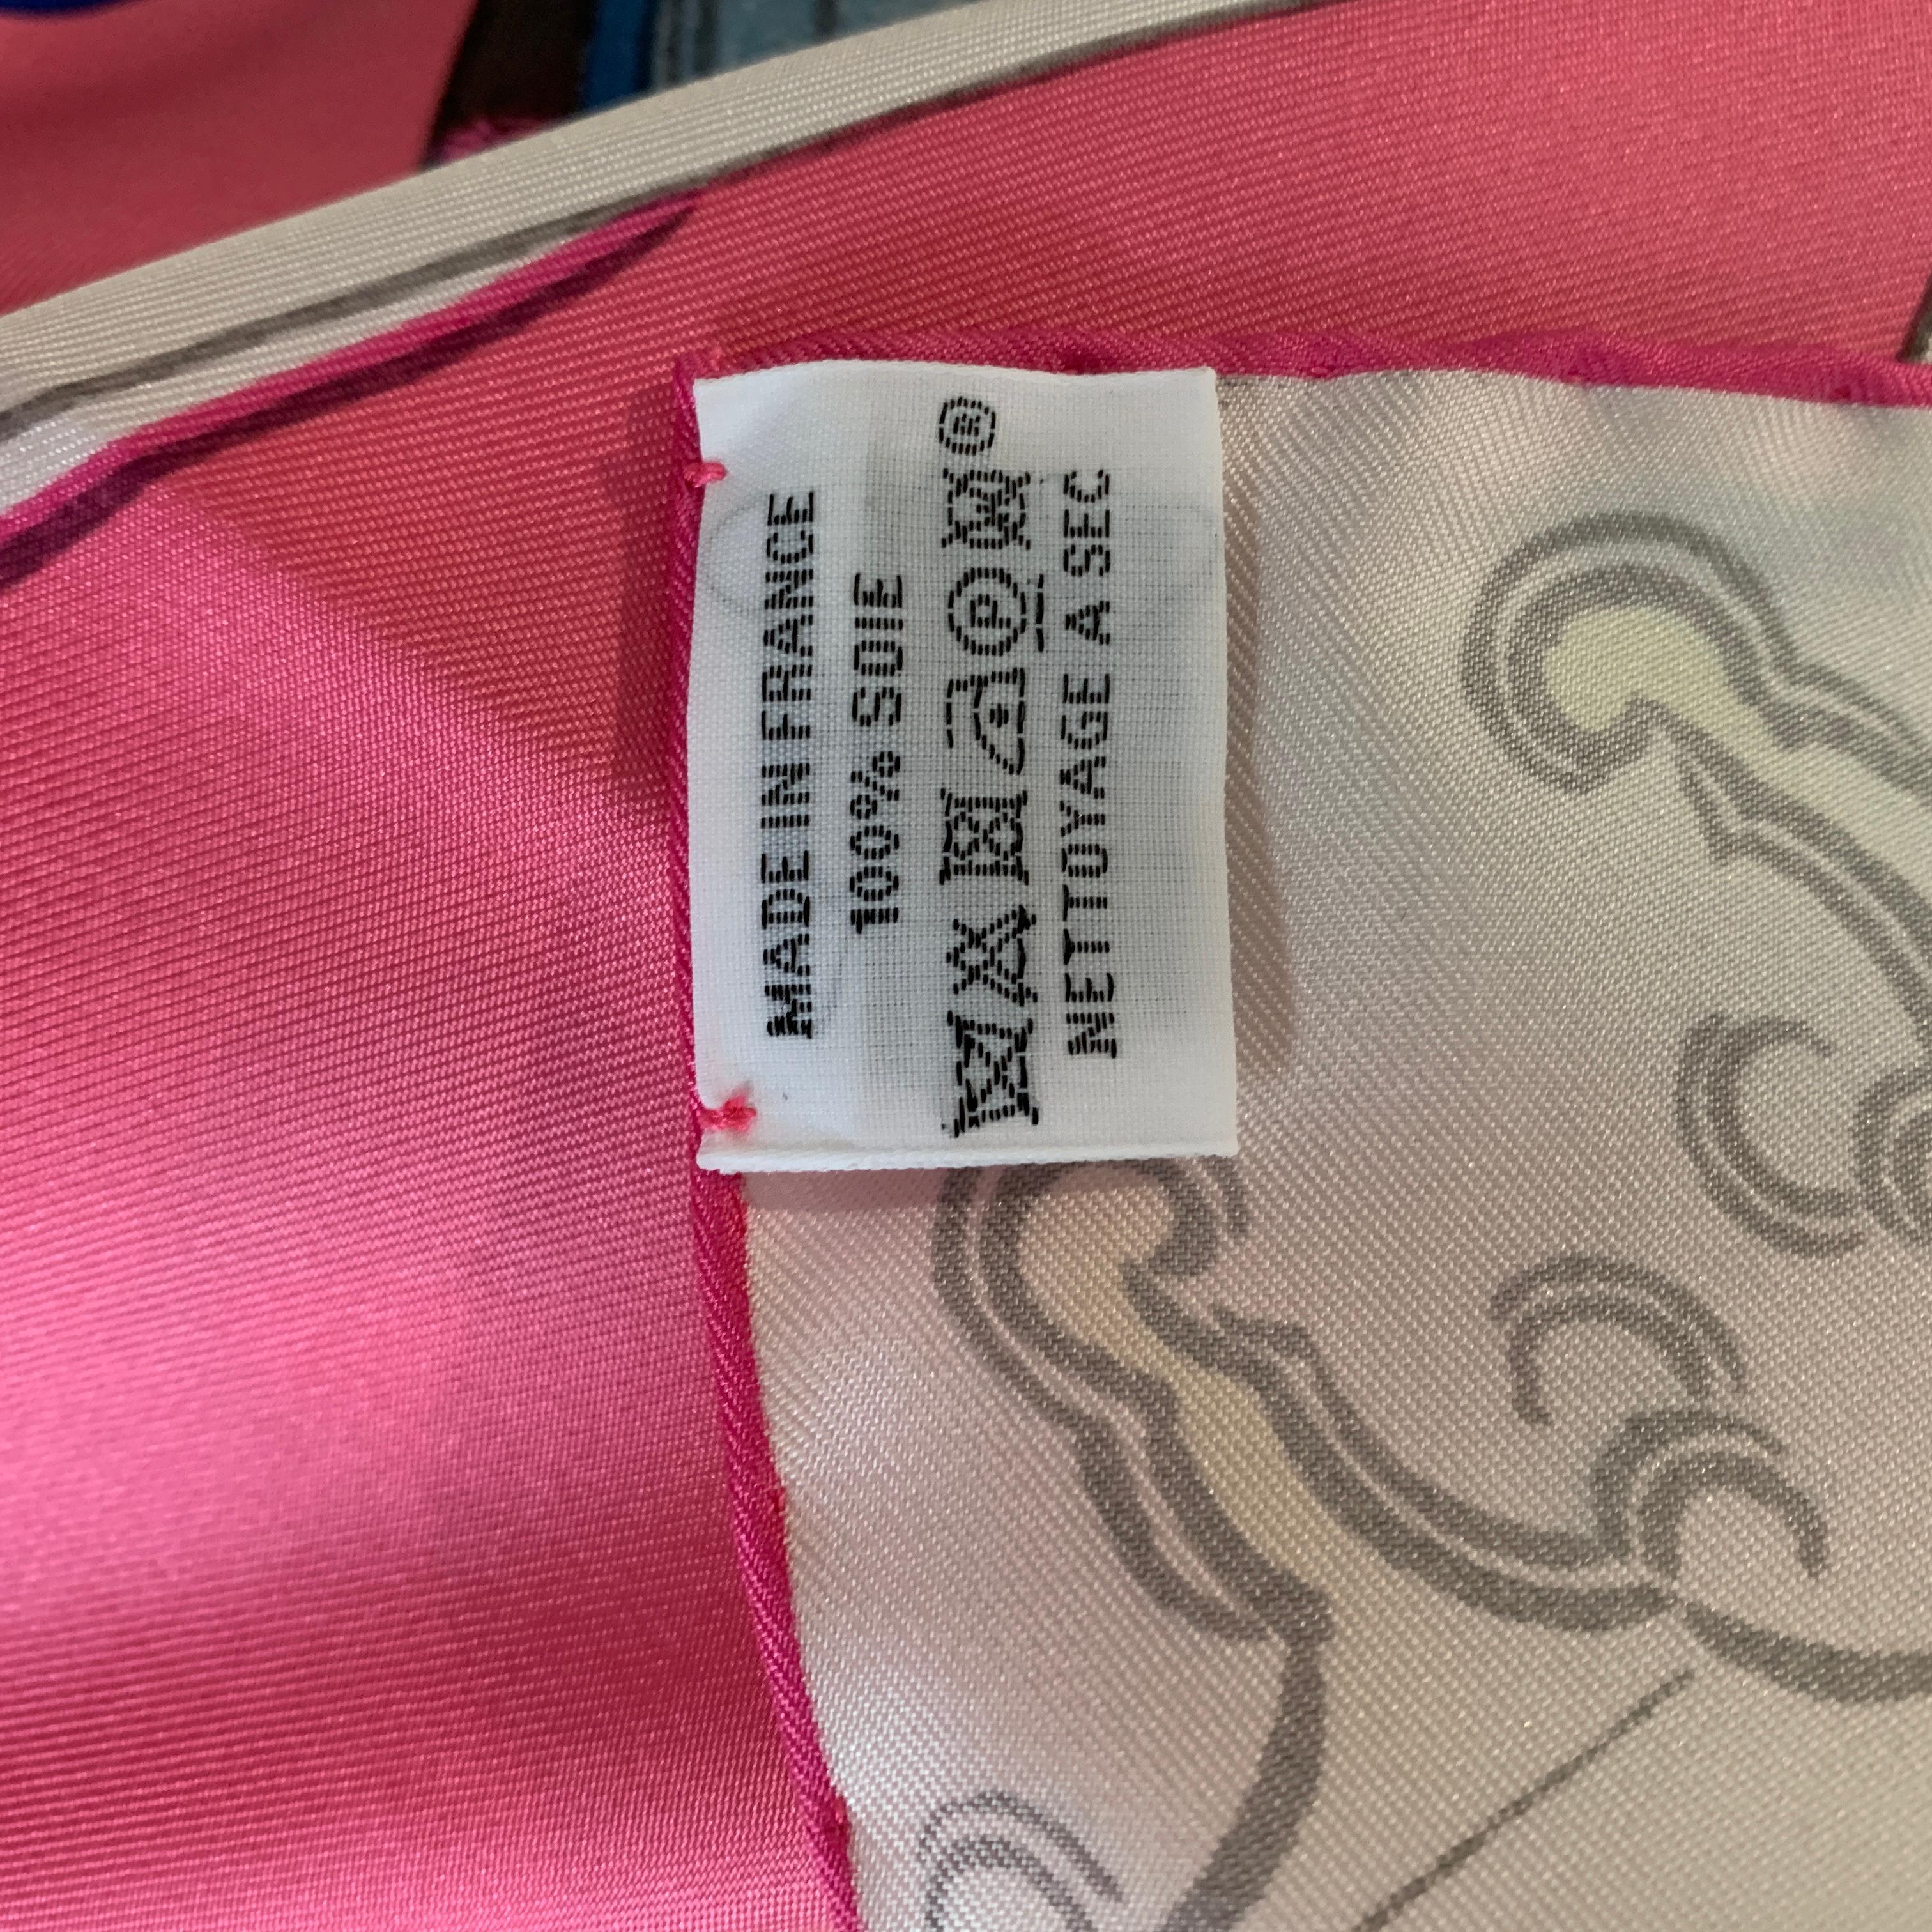 MADE IN FRANCE
100% SOIE
P W ®
NETTOYAGE A SEC